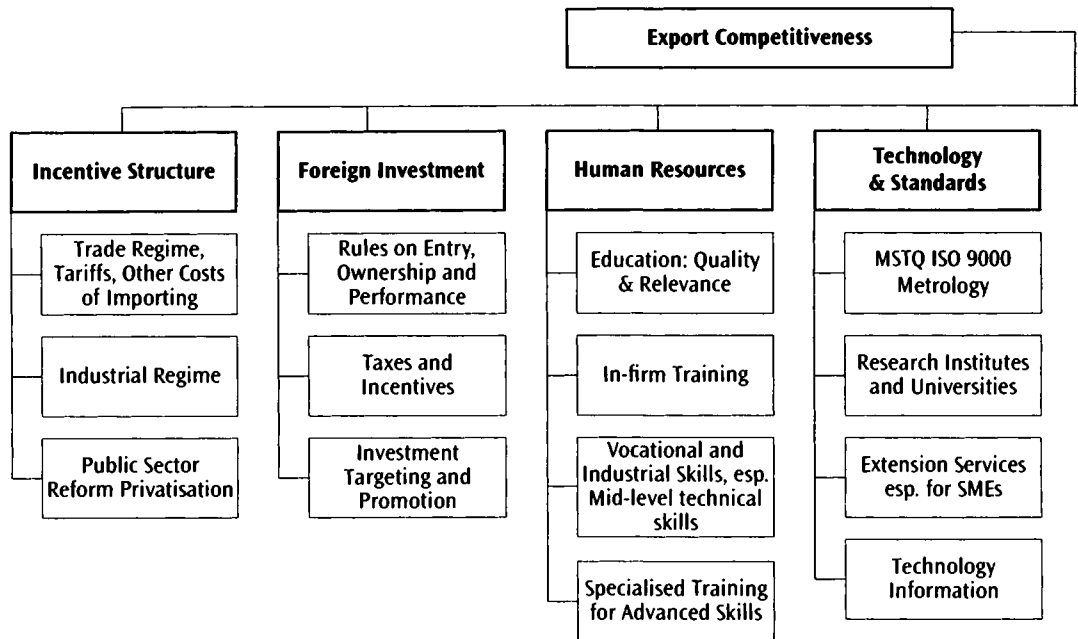 Export Competitiveness
Incentive Structure
Trade Regime,
Tariffs, Other Costs
of Importing
Industrial Regime
Public Sector
Reform Privatisation
Foreign Investment
Rules on Entry,
Ownership and
Performance
Taxes and
Incentives
Investment
Targeting and
Promotion
Human Resources
Education: Quality
& Relevance
In-firm Training
Vocational and
Industrial Skills, esp.
Mid-level technical
skills
Specialised Training
for Advanced Skills
Technology
& Standards
MSTQ ISO 9000
Metrology
Research Institutes
and Universities
Extension Services
esp. for SMEs
Technology
Information